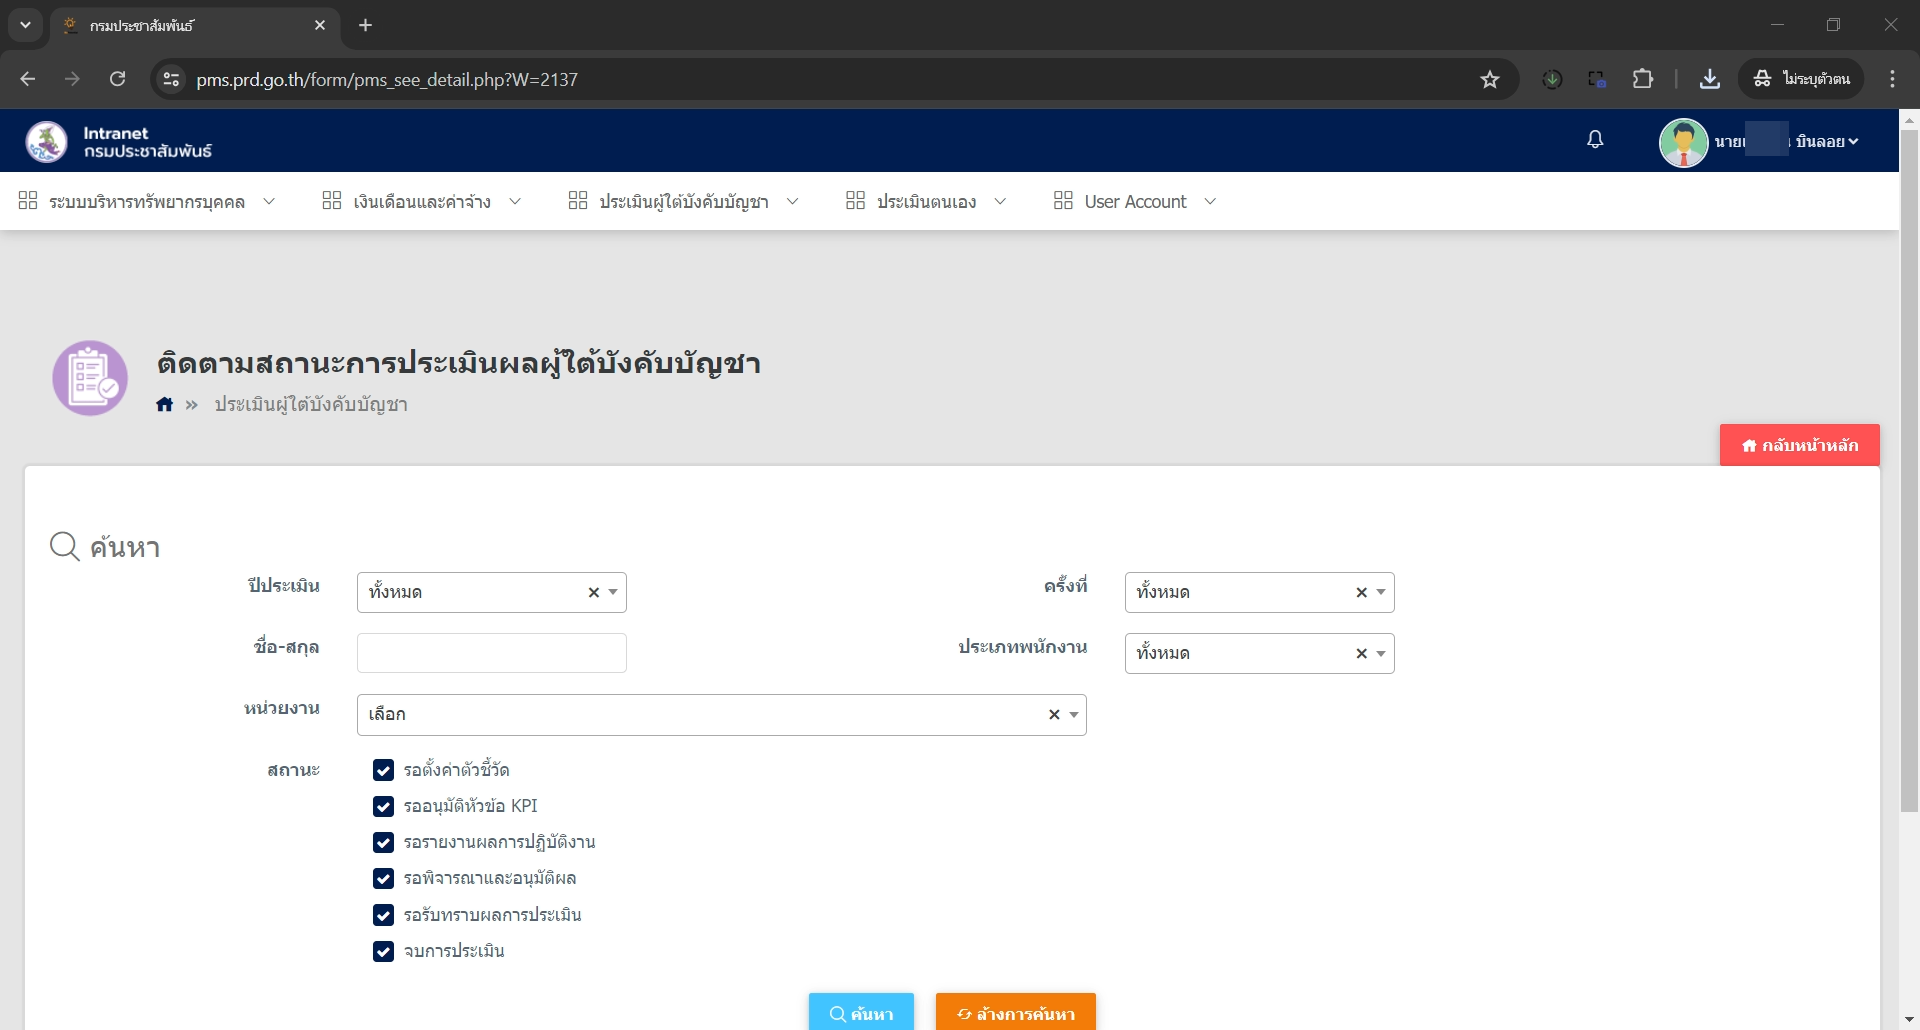 กรมประชาสัมพันธ์
pms.prd.go.th/form/pms_see_detail.php?W=2137
ไม่ระบุตัวตน
Intranet
กรมประชาสัมพันธ์
บินลอย
ระบบบริหารทรัพยากรบุคคล
เงินเดือนและค่าจ้าง
ประเมินผู้ใต้บังคับบัญชา
ประเมินตนเอง
User Account
ติดตามสถานะการประเมินผลผู้ใต้บังคับบัญชา
» ประเมินผู้ใต้บังคับบัญชา
กลับหน้าหลัก
ค้นหา
ปีประเมิน ทั้งหมด × ครั้งที่ ทั้งหมด ×
ชื่อ-สกุล ประเภทพนักงาน ทั้งหมด ×
หน่วยงาน เลือก ×
สถานะ รอตั้งค่าตัวชี้วัด
รออนุมัติหัวข้อ KPI
รอรายงานผลการปฏิบัติงาน
รอพิจารณาและอนุมัติผล
รอรับทราบผลการประเมิน
จบการประเมิน
ค้นหา ล้างการค้นหา